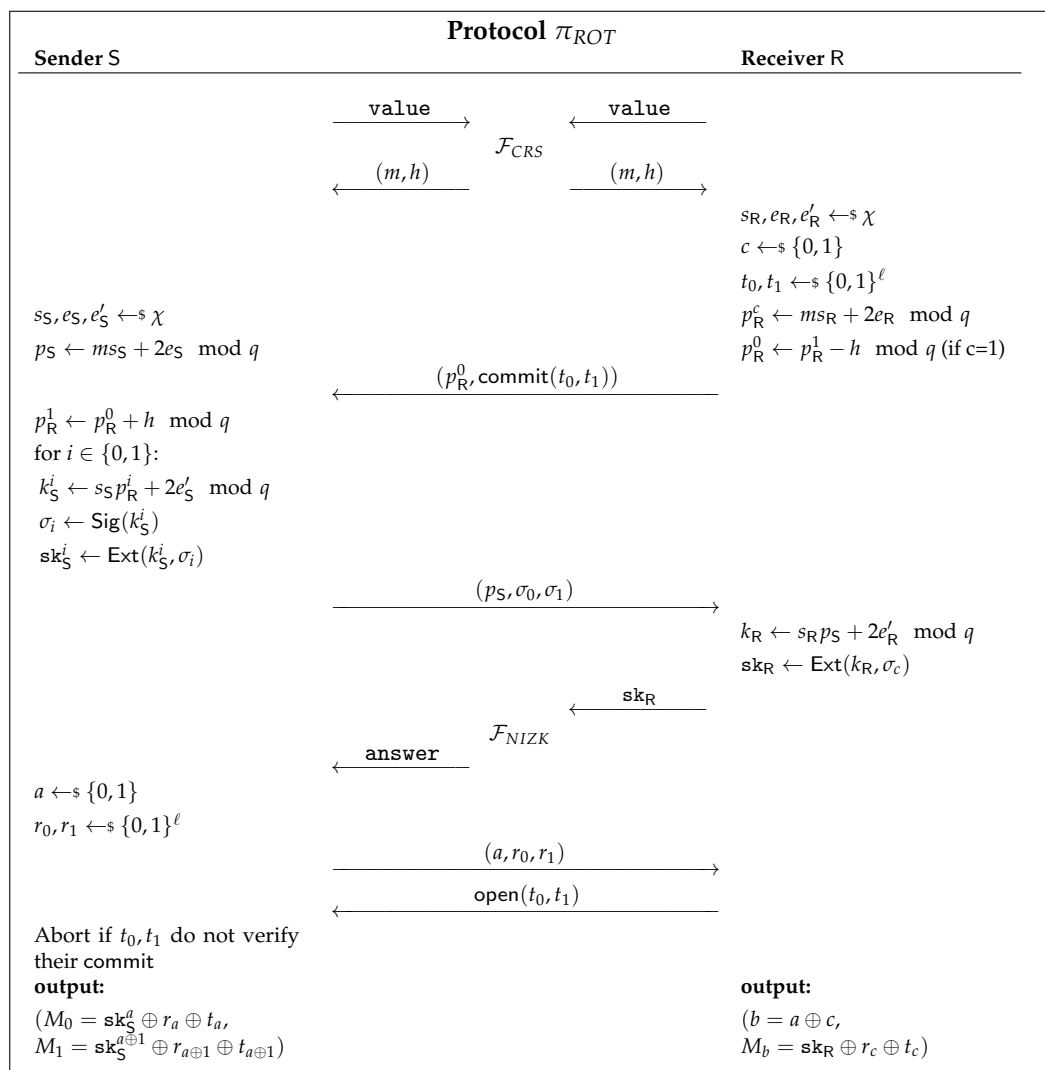 Protocol π_ROT
Sender S Receiver R
value value
F_CRS
(m, h) (m, h)
s_R, e_R, e′_R ←$ χ
c ←$ {0, 1}
t_0, t_1 ←$ {0, 1}^ℓ
s_S, e_S, e′_S ←$ χ p^c_R ← ms_R + 2e_R mod q
p_S ← ms_S + 2e_S mod q p^0_R ← p^1_R − h mod q (if c=1)
(p^0_R, commit(t_0, t_1))
p^1_R ← p^0_R + h mod q
for i ∈ {0, 1}:
k^i_S ← s_S p^i_R + 2e′_S mod q
σ_i ← Sig(k^i_S)
sk^i_S ← Ext(k^i_S, σ_i)
(p_S, σ_0, σ_1)
k_R ← s_R p_S + 2e′_R mod q
sk_R ← Ext(k_R, σ_c)
sk_R
F_NIZK
answer
a ←$ {0, 1}
r_0, r_1 ←$ {0, 1}^ℓ
(a, r_0, r_1)
open(t_0, t_1)
Abort if t_0, t_1 do not verify
their commit
output: output:
(M_0 = sk^a_S ⊕ r_a ⊕ t_a, (b = a ⊕ c,
M_1 = sk^{a⊕1}_S ⊕ r_{a⊕1} ⊕ t_{a⊕1}) M_b = sk_R ⊕ r_c ⊕ t_c)